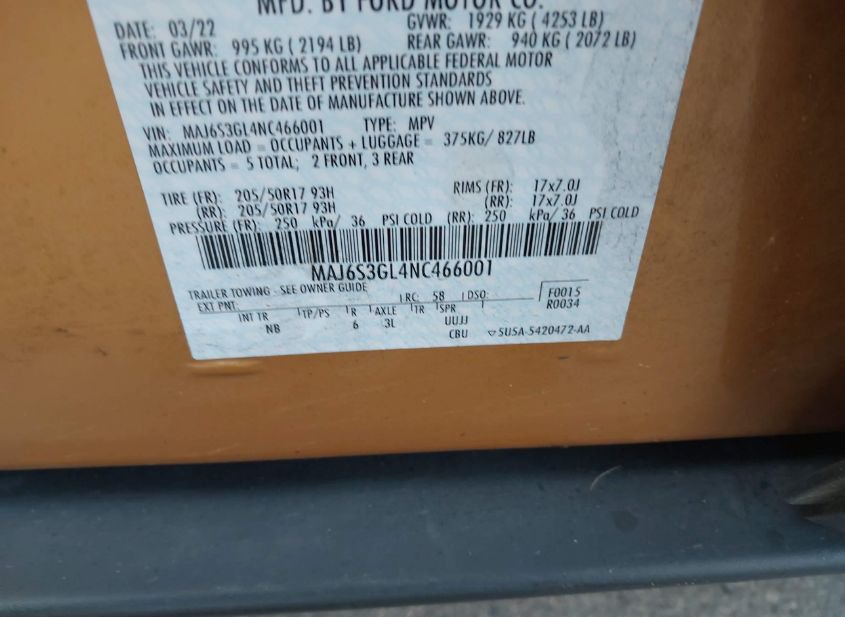 MFD. BY FORD MOTOR CO.
DATE: 03/22 GVWR: 1929 KG ( 4253 LB)
FRONT GAWR: 995 KG ( 2194 LB) REAR GAWR: 940 KG ( 2072 LB)
THIS VEHICLE CONFORMS TO ALL APPLICABLE FEDERAL MOTOR
VEHICLE SAFETY AND THEFT PREVENTION STANDARDS
IN EFFECT ON THE DATE OF MANUFACTURE SHOWN ABOVE.
VIN: MAJ6S3GL4NC466001 TYPE: MPV
MAXIMUM LOAD = OCCUPANTS + LUGGAGE = 375KG/ 827LB
OCCUPANTS = 5 TOTAL; 2 FRONT, 3 REAR
TIRE (FR): 205/50R17 93H RIMS (FR): 17x7.0J
(RR): 205/50R17 93H (RR): 17x7.0J
PRESSURE (FR): 250 kPa/ 36 PSI COLD (RR): 250 kPa/ 36 PSI COLD
MAJ6S3GL4NC466001
TRAILER TOWING - SEE OWNER GUIDE
EXT PNT: RC: 58 DSO: F0015
R0034
INT TR TP/PS R AXLE TR SPR
NB 6 3L UUJJ
CBU SU5A-5420472-AA